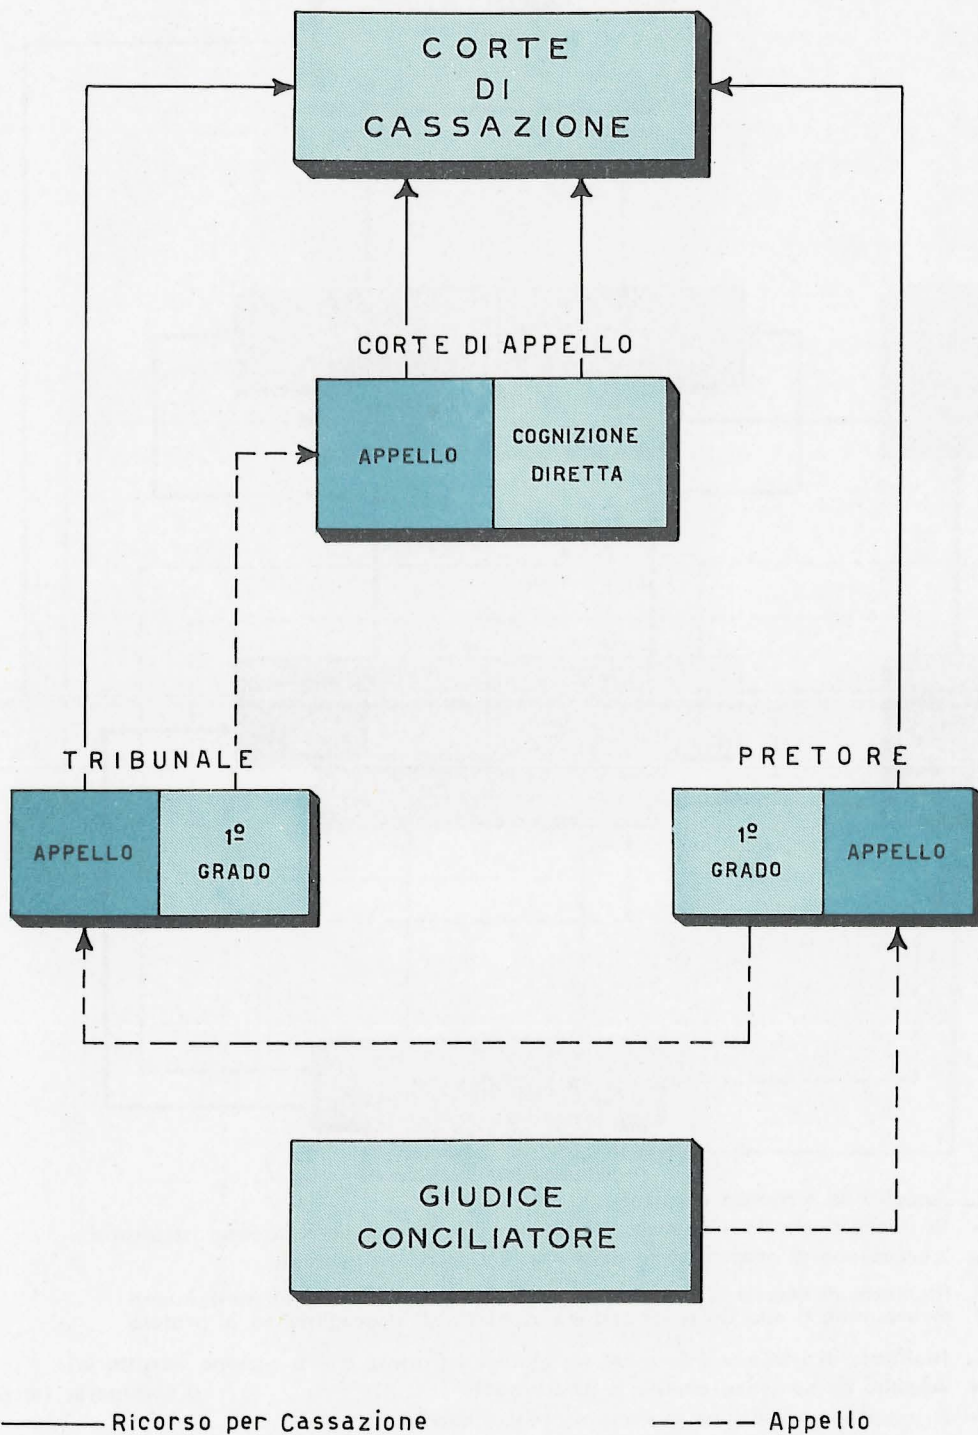 CORTE
DI
CASSAZIONE
CORTE DI APPELLO
APPELLO
COGNIZIONE
DIRETTA
TRIBUNALE
APPELLO
1º
GRADO
PRETORE
1º
GRADO
APPELLO
GIUDICE
CONCILIATORE
Ricorso per Cassazione
Appello